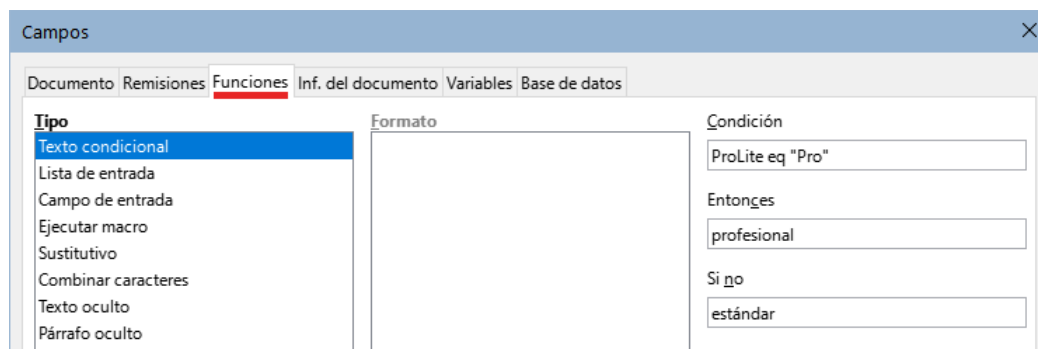 Campos
Documento Remisiones Funciones Inf. del documento Variables Base de datos
Tipo
Texto condicional
Lista de entrada
Campo de entrada
Ejecutar macro
Sustitutivo
Combinar caracteres
Texto oculto
Párrafo oculto
Formato
Condición
ProLite eq "Pro"
Entonces
profesional
Si no
estándar